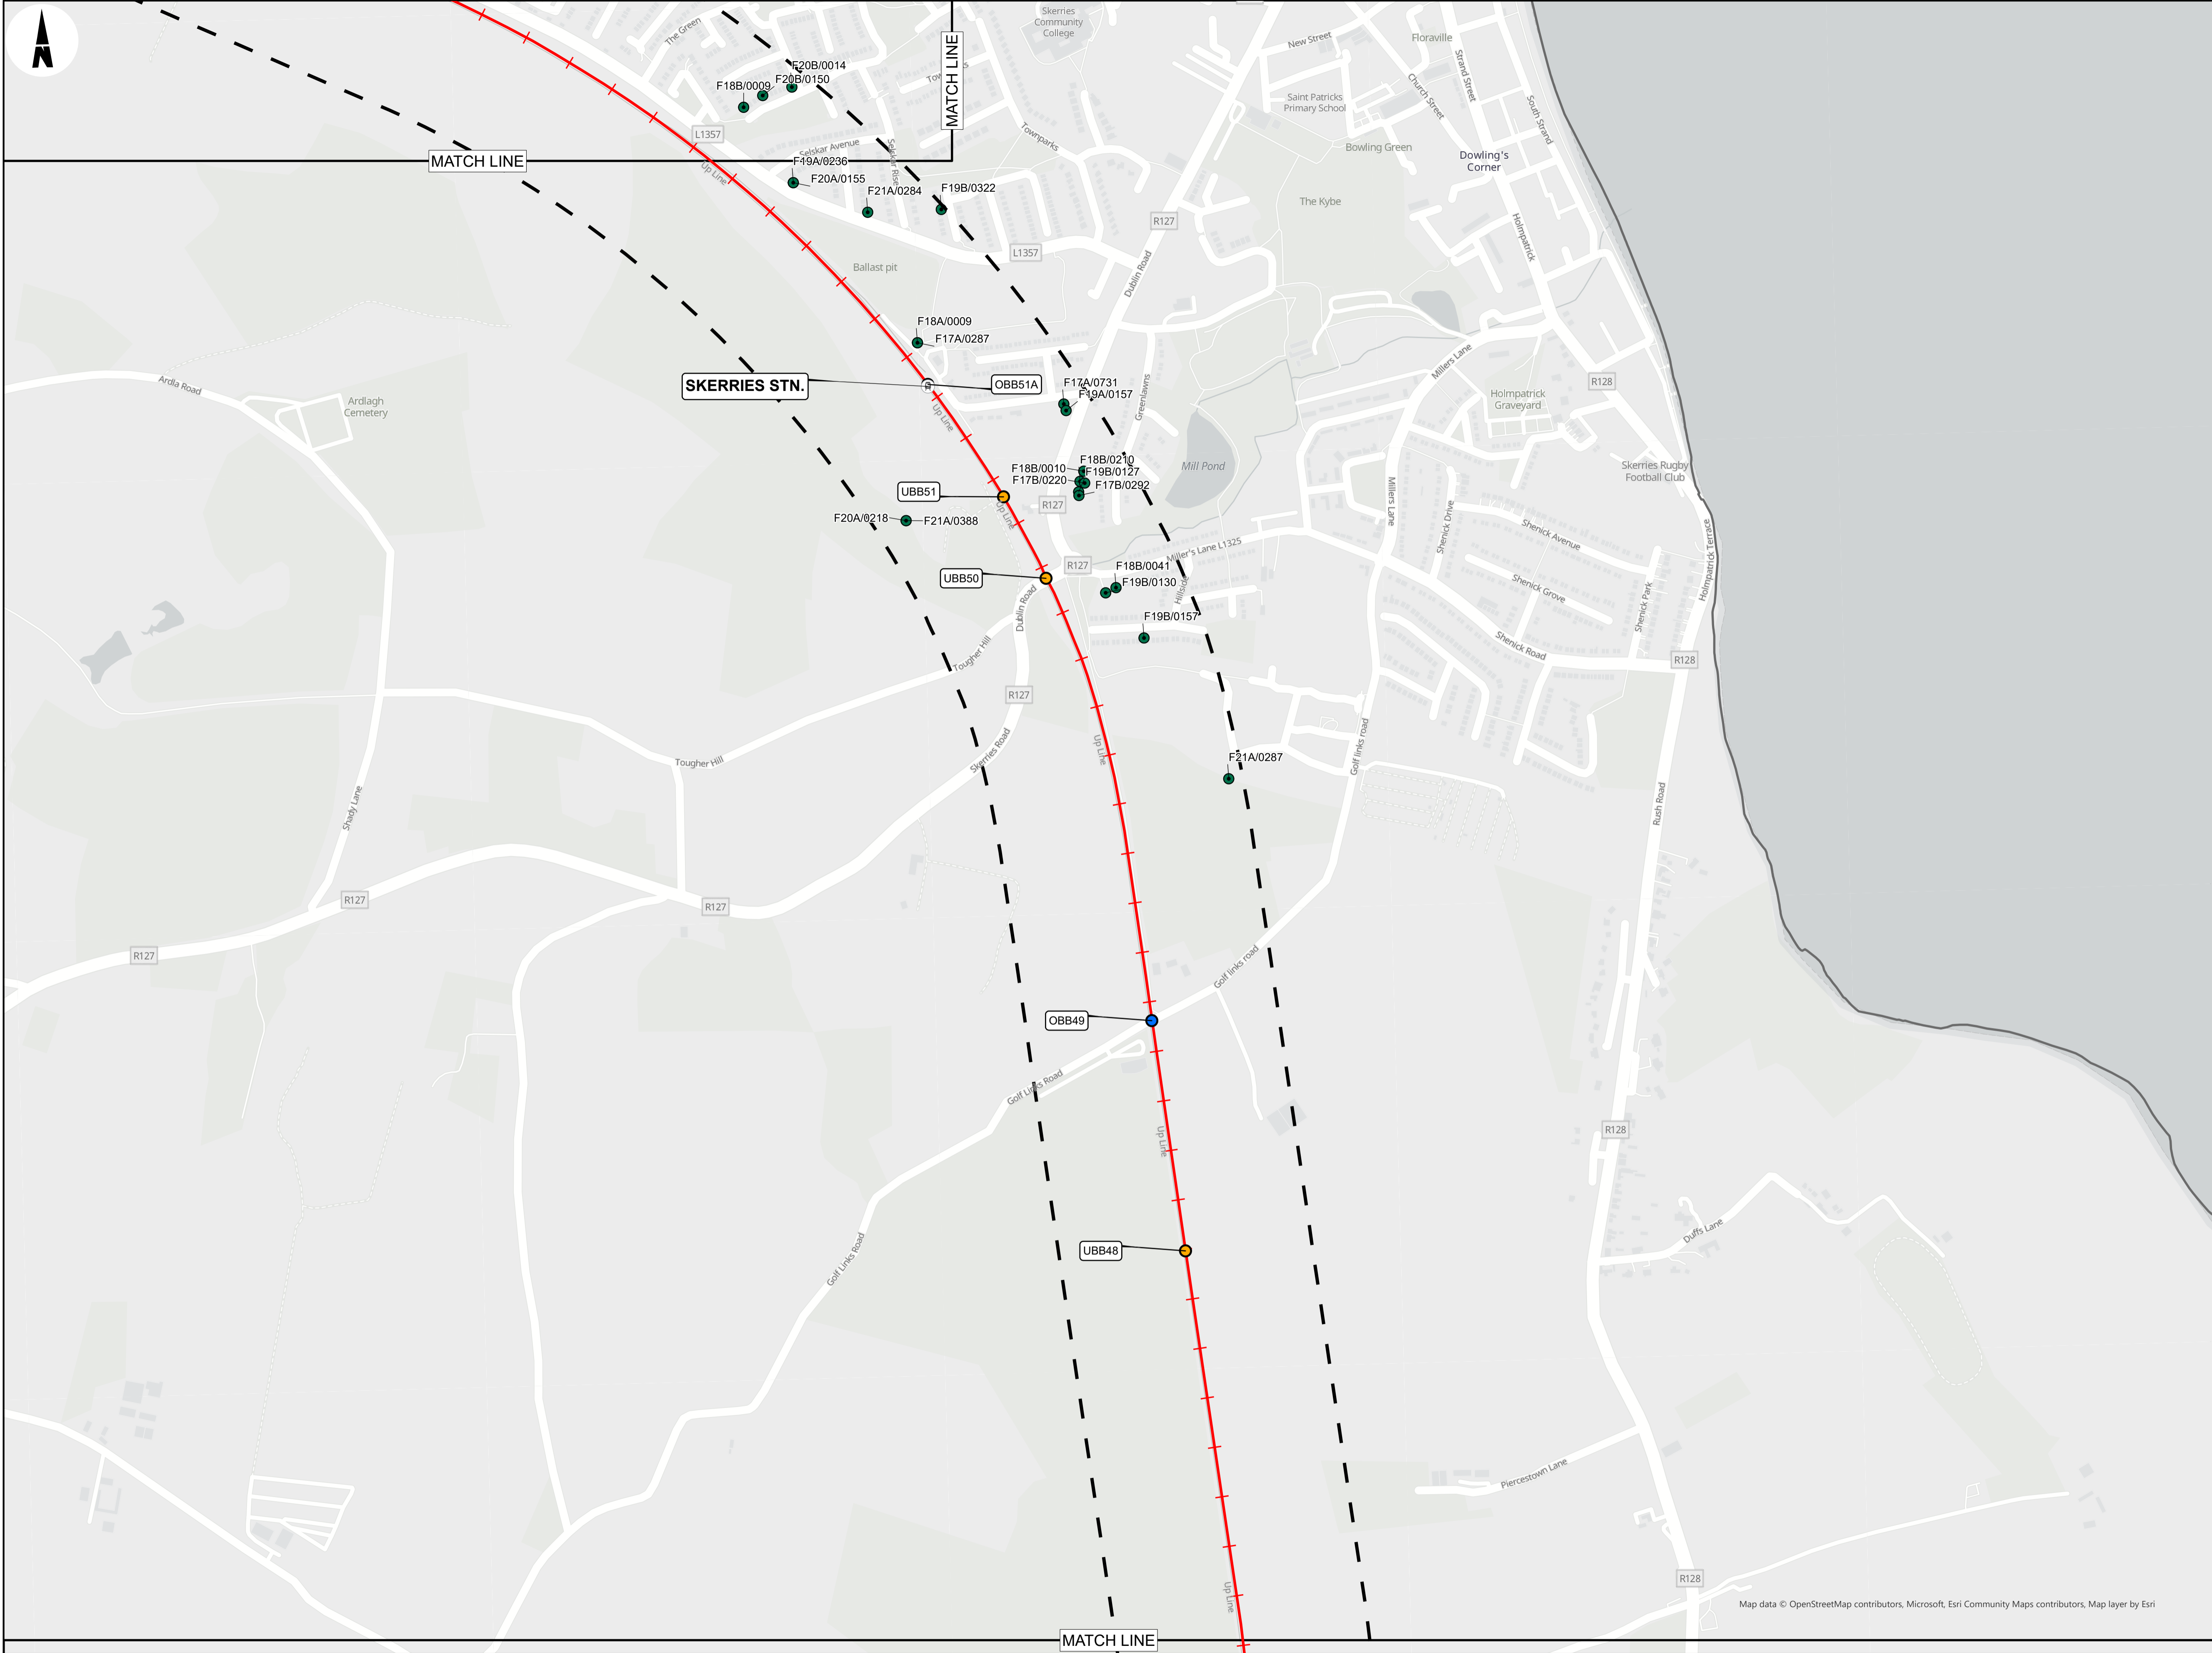 N
Skerries
Community
College
The Green
MATCH LINE
New Street
Floraville
Strand Street
South Strand
Church Street
F20B/0014
F20B/0150
F18B/0009
Saint Patricks
Primary School
L1357
Selskar Avenue
Selskar Rise
Townparks
Bowling Green
Dowling's
Corner
MATCH LINE
Up Line
F19A/0236
F20A/0155
F21A/0284
F19B/0322
The Kybe
R127
Holmpatrick
L1357
Ballast pit
Dublin Road
F18A/0009
F17A/0287
Millers Lane
Ardla Road
SKERRIES STN.
OBB51A
F17A/0731
F19A/0157
Greenlawns
R128
Ardlagh
Cemetery
Holmpatrick
Graveyard
Up Line
F18B/0210
F18B/0010
F19B/0127
F17B/0220
F17B/0292
Mill Pond
Skerries Rugby
Football Club
UBB51
R127
Up Line
Millers Lane
F20A/0218
F21A/0388
Shenick Drive
Shenick Avenue
Holmpatrick Terrace
Miller's Lane L1325
R127
UBB50
F18B/0041
F19B/0130
Hillside
Shenick Grove
Shenick Park
Dublin Road
F19B/0157
Tougher Hill
Shenick Road
R128
R127
Up Line
Skerries Road
Golf links road
Tougher Hill
F21A/0287
Shady Lane
Rush Road
R127
R127
R127
Golf links road
OBB49
Golf Links Road
Up Line
R128
UBB48
Duffs Lane
Golf Links Road
Piercestown Lane
Up Line
R128
Map data © OpenStreetMap contributors, Microsoft, Esri Community Maps contributors, Map layer by Esri
MATCH LINE